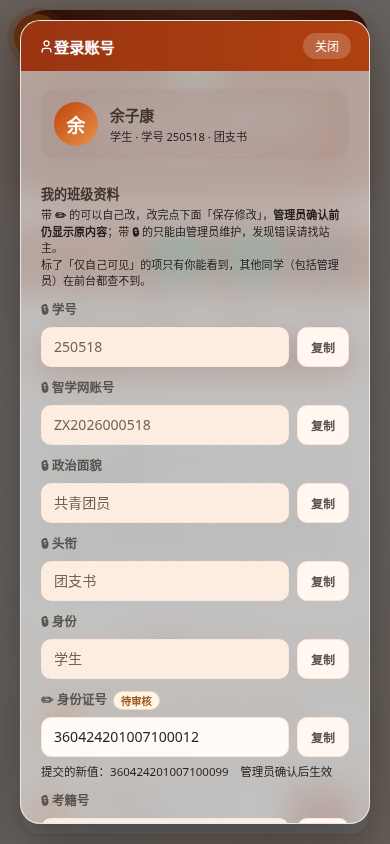 登录账号
关闭
余
余子康
学生 · 学号 250518 · 团支书
我的班级资料
带 ✏ 的可以自己改，改完点下面「保存修改」，管理员确认前
仍显示原内容；带 🔒 的只能由管理员维护，发现错误请找站
主。
标了「仅自己可见」的项只有你能看到，其他同学（包括管理
员）在前台都查不到。
🔒 学号
250518
复制
🔒 智学网账号
ZX2026000518
复制
🔒 政治面貌
共青团员
复制
🔒 头衔
团支书
复制
🔒 身份
学生
复制
✏ 身份证号 待审核
360424201007100012
复制
提交的新值：360424201007100099 管理员确认后生效
🔒 考籍号